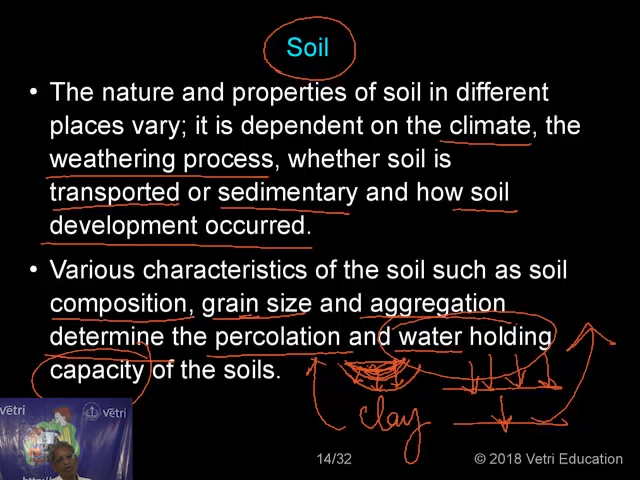 Soil
• The nature and properties of soil in different
places vary; it is dependent on the climate, the
weathering process, whether soil is
transported or sedimentary and how soil
development occurred.
• Various characteristics of the soil such as soil
composition, grain size and aggregation
determine the percolation and water holding
capacity of the soils.
clay
Vetri Vetri
14/32 © 2018 Vetri Education